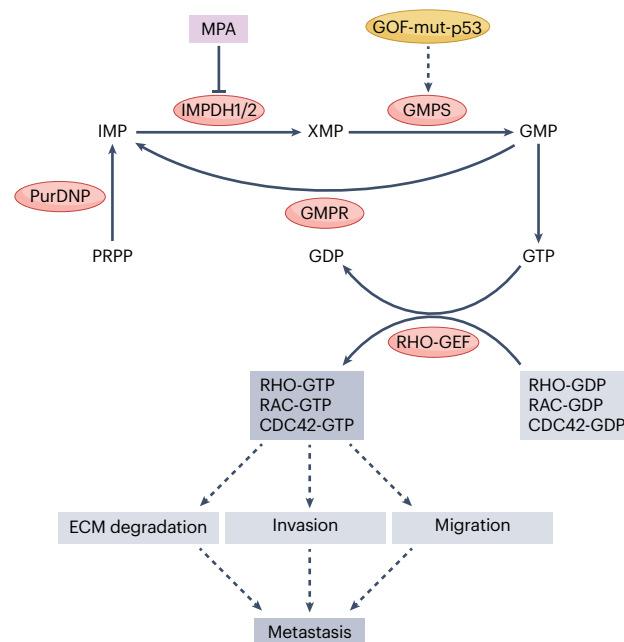 MPA
GOF-mut-p53
IMPDH1/2
GMPS
IMP
XMP
GMP
PurDNP
GMPR
PRPP
GDP
GTP
RHO-GEF
RHO-GTP
RAC-GTP
CDC42-GTP
RHO-GDP
RAC-GDP
CDC42-GDP
ECM degradation
Invasion
Migration
Metastasis